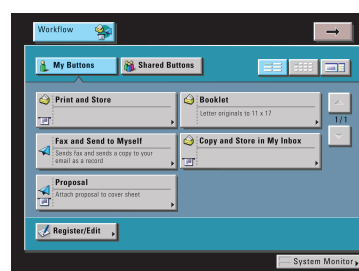 Workflow
My Buttons
Shared Buttons
Print and Store
Booklet
Letter originals to 11 x 17
1/1
Fax and Send to Myself
Sends fax and sends a copy to your
email as a record
Copy and Store in My Inbox
Proposal
Attach proposal to cover sheet
Register/Edit
System Monitor